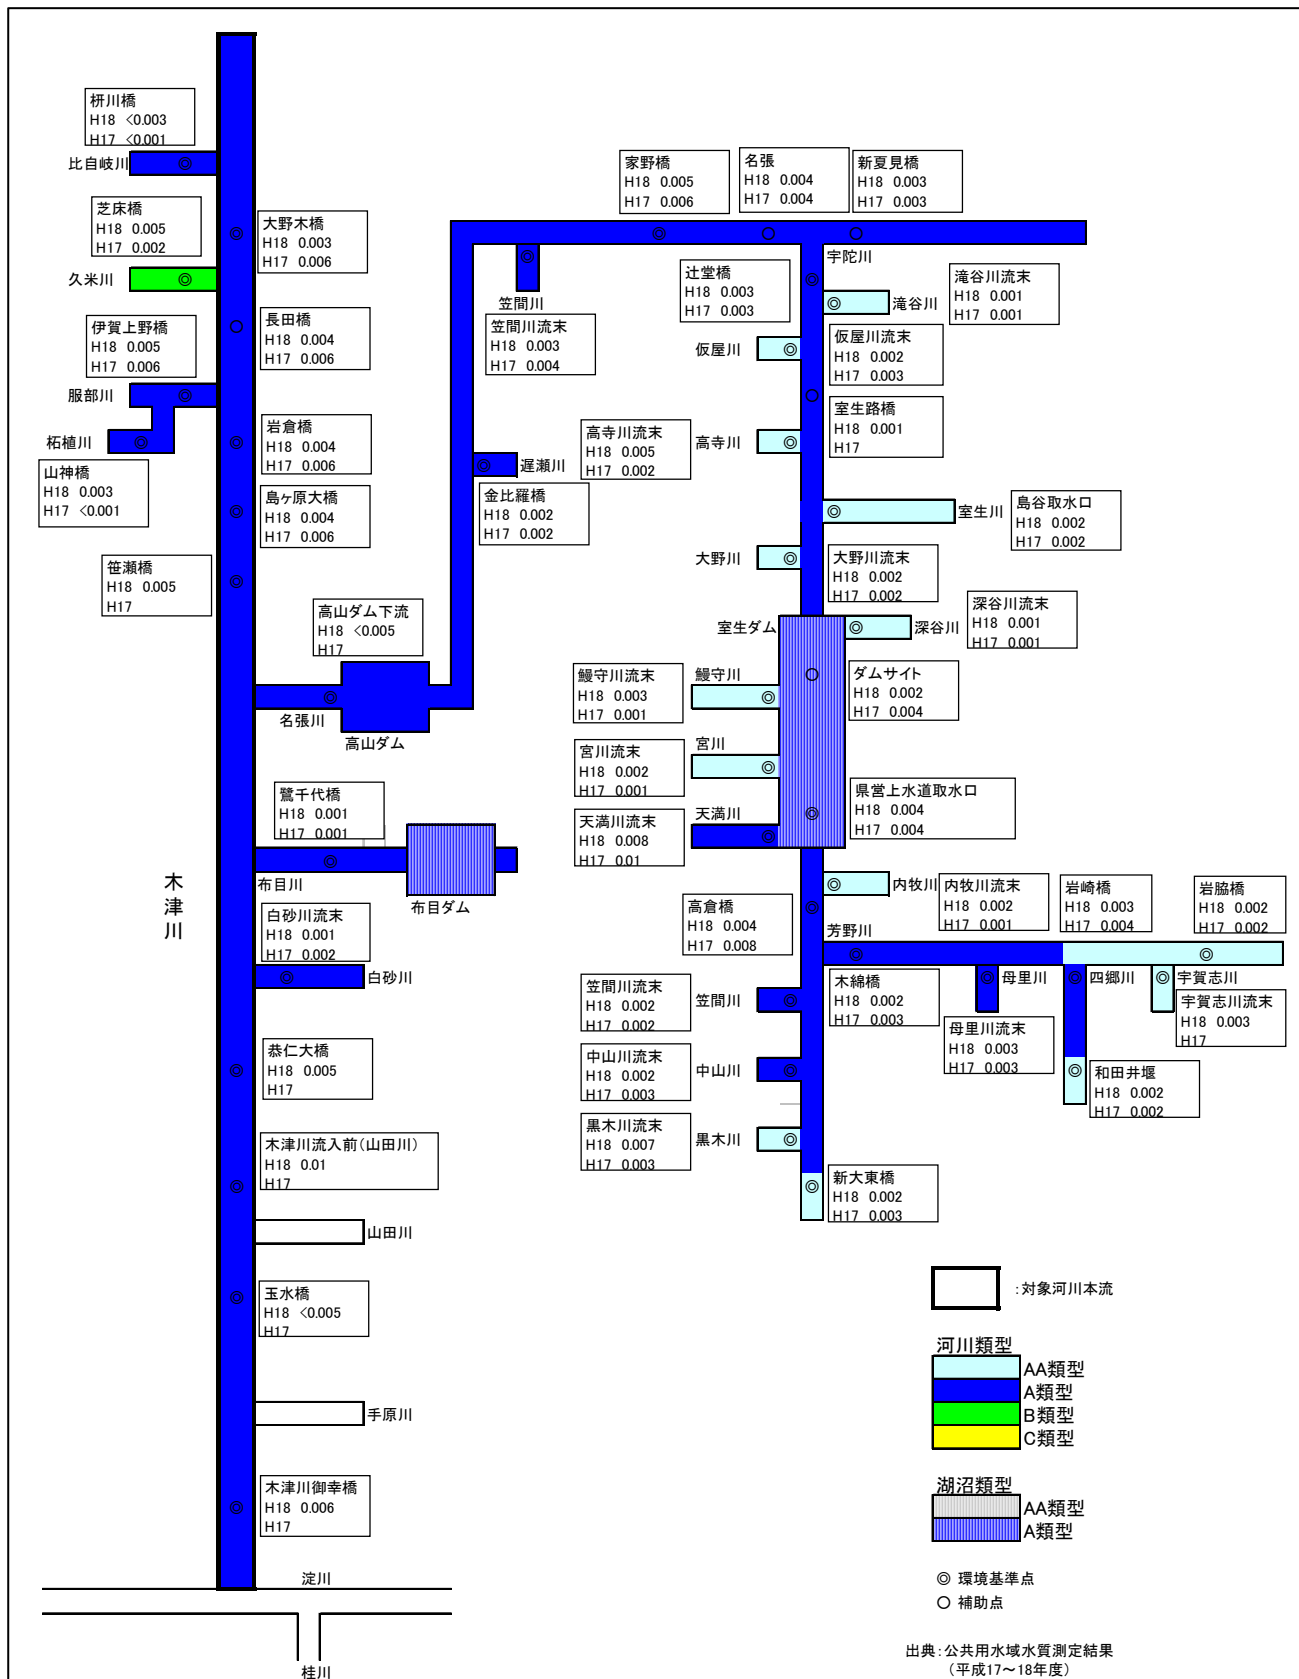 枅川橋
H18 <0.003
H17 <0.001
比自岐川
芝床橋
H18 0.005
H17 0.002
久米川
伊賀上野橋
H18 0.005
H17 0.006
服部川
柘植川
山神橋
H18 0.003
H17 <0.001
大野木橋
H18 0.003
H17 0.006
長田橋
H18 0.004
H17 0.006
岩倉橋
H18 0.004
H17 0.006
島ヶ原大橋
H18 0.004
H17 0.006
笹瀬橋
H18 0.005
H17
高山ダム下流
H18 <0.005
H17
名張川
高山ダム
鷺千代橋
H18 0.001
H17 0.001
布目川
布目ダム
木津川
白砂川流末
H18 0.001
H17 0.002
白砂川
恭仁大橋
H18 0.005
H17
木津川流入前(山田川)
H18 0.01
H17
山田川
玉水橋
H18 <0.005
H17
手原川
木津川御幸橋
H18 0.006
H17
淀川
桂川
家野橋
H18 0.005
H17 0.006
名張
H18 0.004
H17 0.004
新夏見橋
H18 0.003
H17 0.003
宇陀川
笠間川
笠間川流末
H18 0.003
H17 0.004
辻堂橋
H18 0.003
H17 0.003
滝谷川
滝谷川流末
H18 0.001
H17 0.001
仮屋川
仮屋川流末
H18 0.002
H17 0.003
室生路橋
H18 0.001
H17
高寺川流末
H18 0.005
H17 0.002
高寺川
遅瀬川
金比羅橋
H18 0.002
H17 0.002
室生川
島谷取水口
H18 0.002
H17 0.002
大野川
大野川流末
H18 0.002
H17 0.002
室生ダム
深谷川
深谷川流末
H18 0.001
H17 0.001
鰻守川流末
H18 0.003
H17 0.001
鰻守川
ダムサイト
H18 0.002
H17 0.004
宮川流末
H18 0.002
H17 0.001
宮川
天満川流末
H18 0.008
H17 0.01
天満川
県営上水道取水口
H18 0.004
H17 0.004
内牧川
内牧川流末
H18 0.002
H17 0.001
岩崎橋
H18 0.003
H17 0.004
岩脇橋
H18 0.002
H17 0.002
高倉橋
H18 0.004
H17 0.008
芳野川
木綿橋
H18 0.002
H17 0.003
母里川
母里川流末
H18 0.003
H17 0.003
四郷川
宇賀志川
宇賀志川流末
H18 0.003
H17
和田井堰
H18 0.002
H17 0.002
笠間川流末
H18 0.002
H17 0.002
笠間川
中山川流末
H18 0.002
H17 0.003
中山川
黒木川流末
H18 0.007
H17 0.003
黒木川
新大東橋
H18 0.002
H17 0.003
:対象河川本流
河川類型
AA類型
A類型
B類型
C類型
湖沼類型
AA類型
A類型
◎ 環境基準点
○ 補助点
出典:公共用水域水質測定結果
(平成17～18年度)